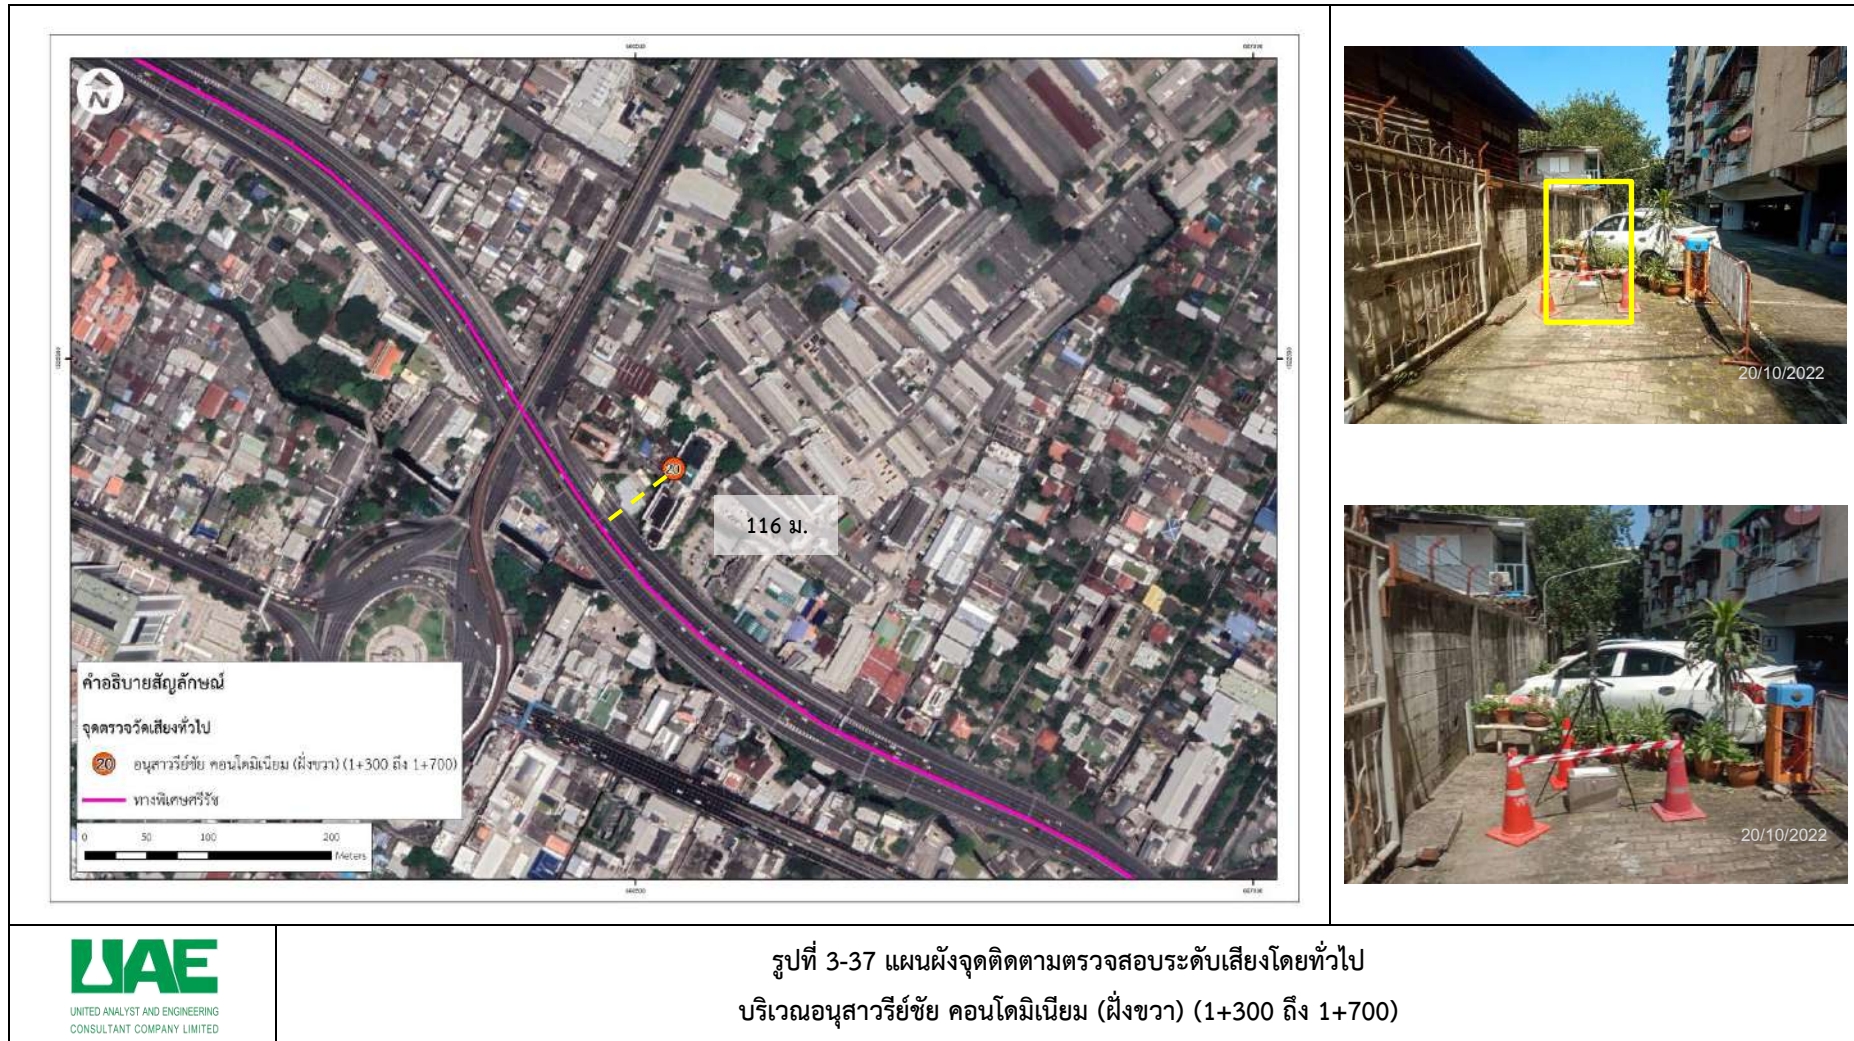 N
20
116 ม.
คำอธิบายสัญลักษณ์
จุดตรวจวัดเสียงทั่วไป
20 อนุสาวรีย์ชัย คอนโดมิเนียม (ฝั่งขวา) (1+300 ถึง 1+700)
ทางพิเศษศรีรัช
0 50 100 200
Meters
20/10/2022
20/10/2022
UAE
UNITED ANALYST AND ENGINEERING
CONSULTANT COMPANY LIMITED
รูปที่ 3-37 แผนผังจุดติดตามตรวจสอบระดับเสียงโดยทั่วไป
บริเวณอนุสาวรีย์ชัย คอนโดมิเนียม (ฝั่งขวา) (1+300 ถึง 1+700)